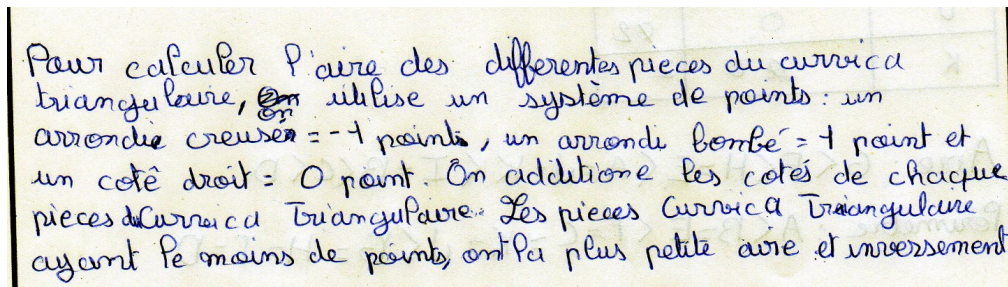 Pour calculer l'aire des differentes pieces du curvica
triangulaire, on utilise un système de points : un
arrondie creusé = -1 points, un arrondi bombé = 1 point et
un cotê droit = 0 point. On additione les cotés de chaque
pieces du Curvica Triangulaire. Les pieces Curvica Triangulaire
ayant le moins de points, ont la plus petite aire et inversement